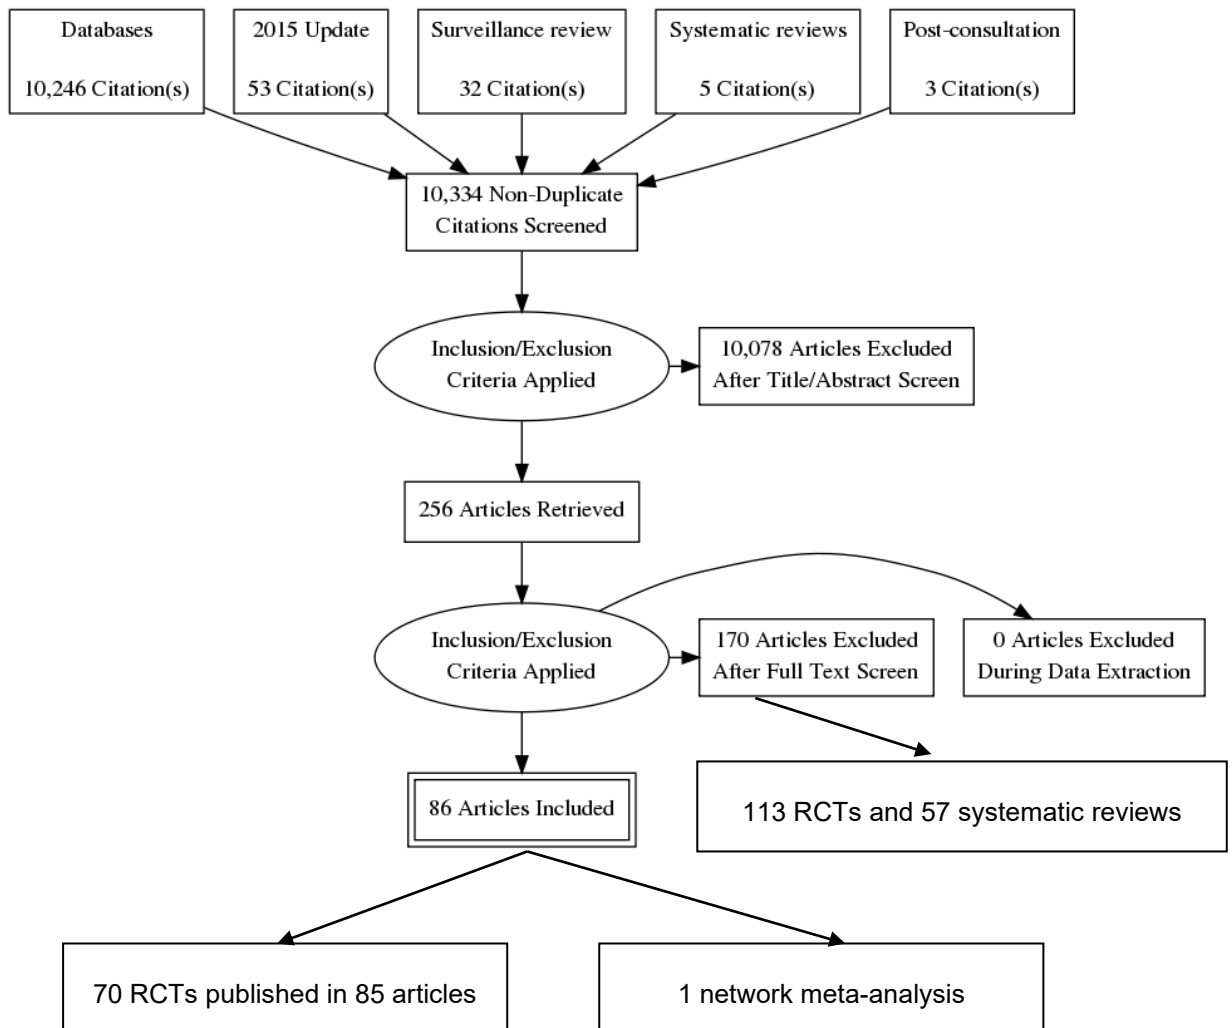 Databases
10,246 Citation(s)
2015 Update
53 Citation(s)
Surveillance review
32 Citation(s)
Systematic reviews
5 Citation(s)
Post-consultation
3 Citation(s)
10,334 Non-Duplicate
Citations Screened
Inclusion/Exclusion
Criteria Applied
10,078 Articles Excluded
After Title/Abstract Screen
256 Articles Retrieved
Inclusion/Exclusion
Criteria Applied
170 Articles Excluded
After Full Text Screen
0 Articles Excluded
During Data Extraction
86 Articles Included
113 RCTs and 57 systematic reviews
70 RCTs published in 85 articles
1 network meta-analysis